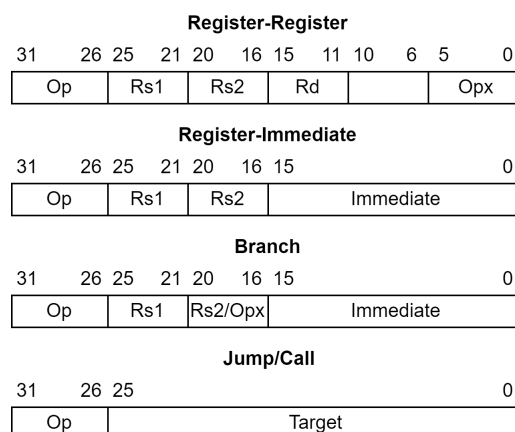 Register-Register
31 26 25 21 20 16 15 11 10 6 5 0
Op Rs1 Rs2 Rd Opx
Register-Immediate
31 26 25 21 20 16 15 0
Op Rs1 Rs2 Immediate
Branch
31 26 25 21 20 16 15 0
Op Rs1 Rs2/Opx Immediate
Jump/Call
31 26 25 0
Op Target